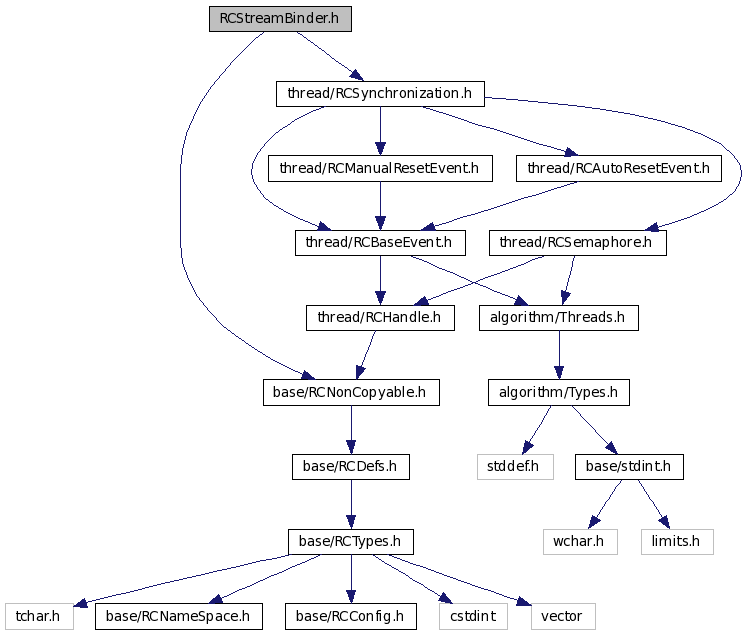 RCStreamBinder.h
thread/RCSynchronization.h
thread/RCManualResetEvent.h
thread/RCAutoResetEvent.h
thread/RCBaseEvent.h
thread/RCSemaphore.h
thread/RCHandle.h
algorithm/Threads.h
base/RCNonCopyable.h
algorithm/Types.h
base/RCDefs.h
stddef.h
base/stdint.h
base/RCTypes.h
wchar.h
limits.h
tchar.h
base/RCNameSpace.h
base/RCConfig.h
cstdint
vector